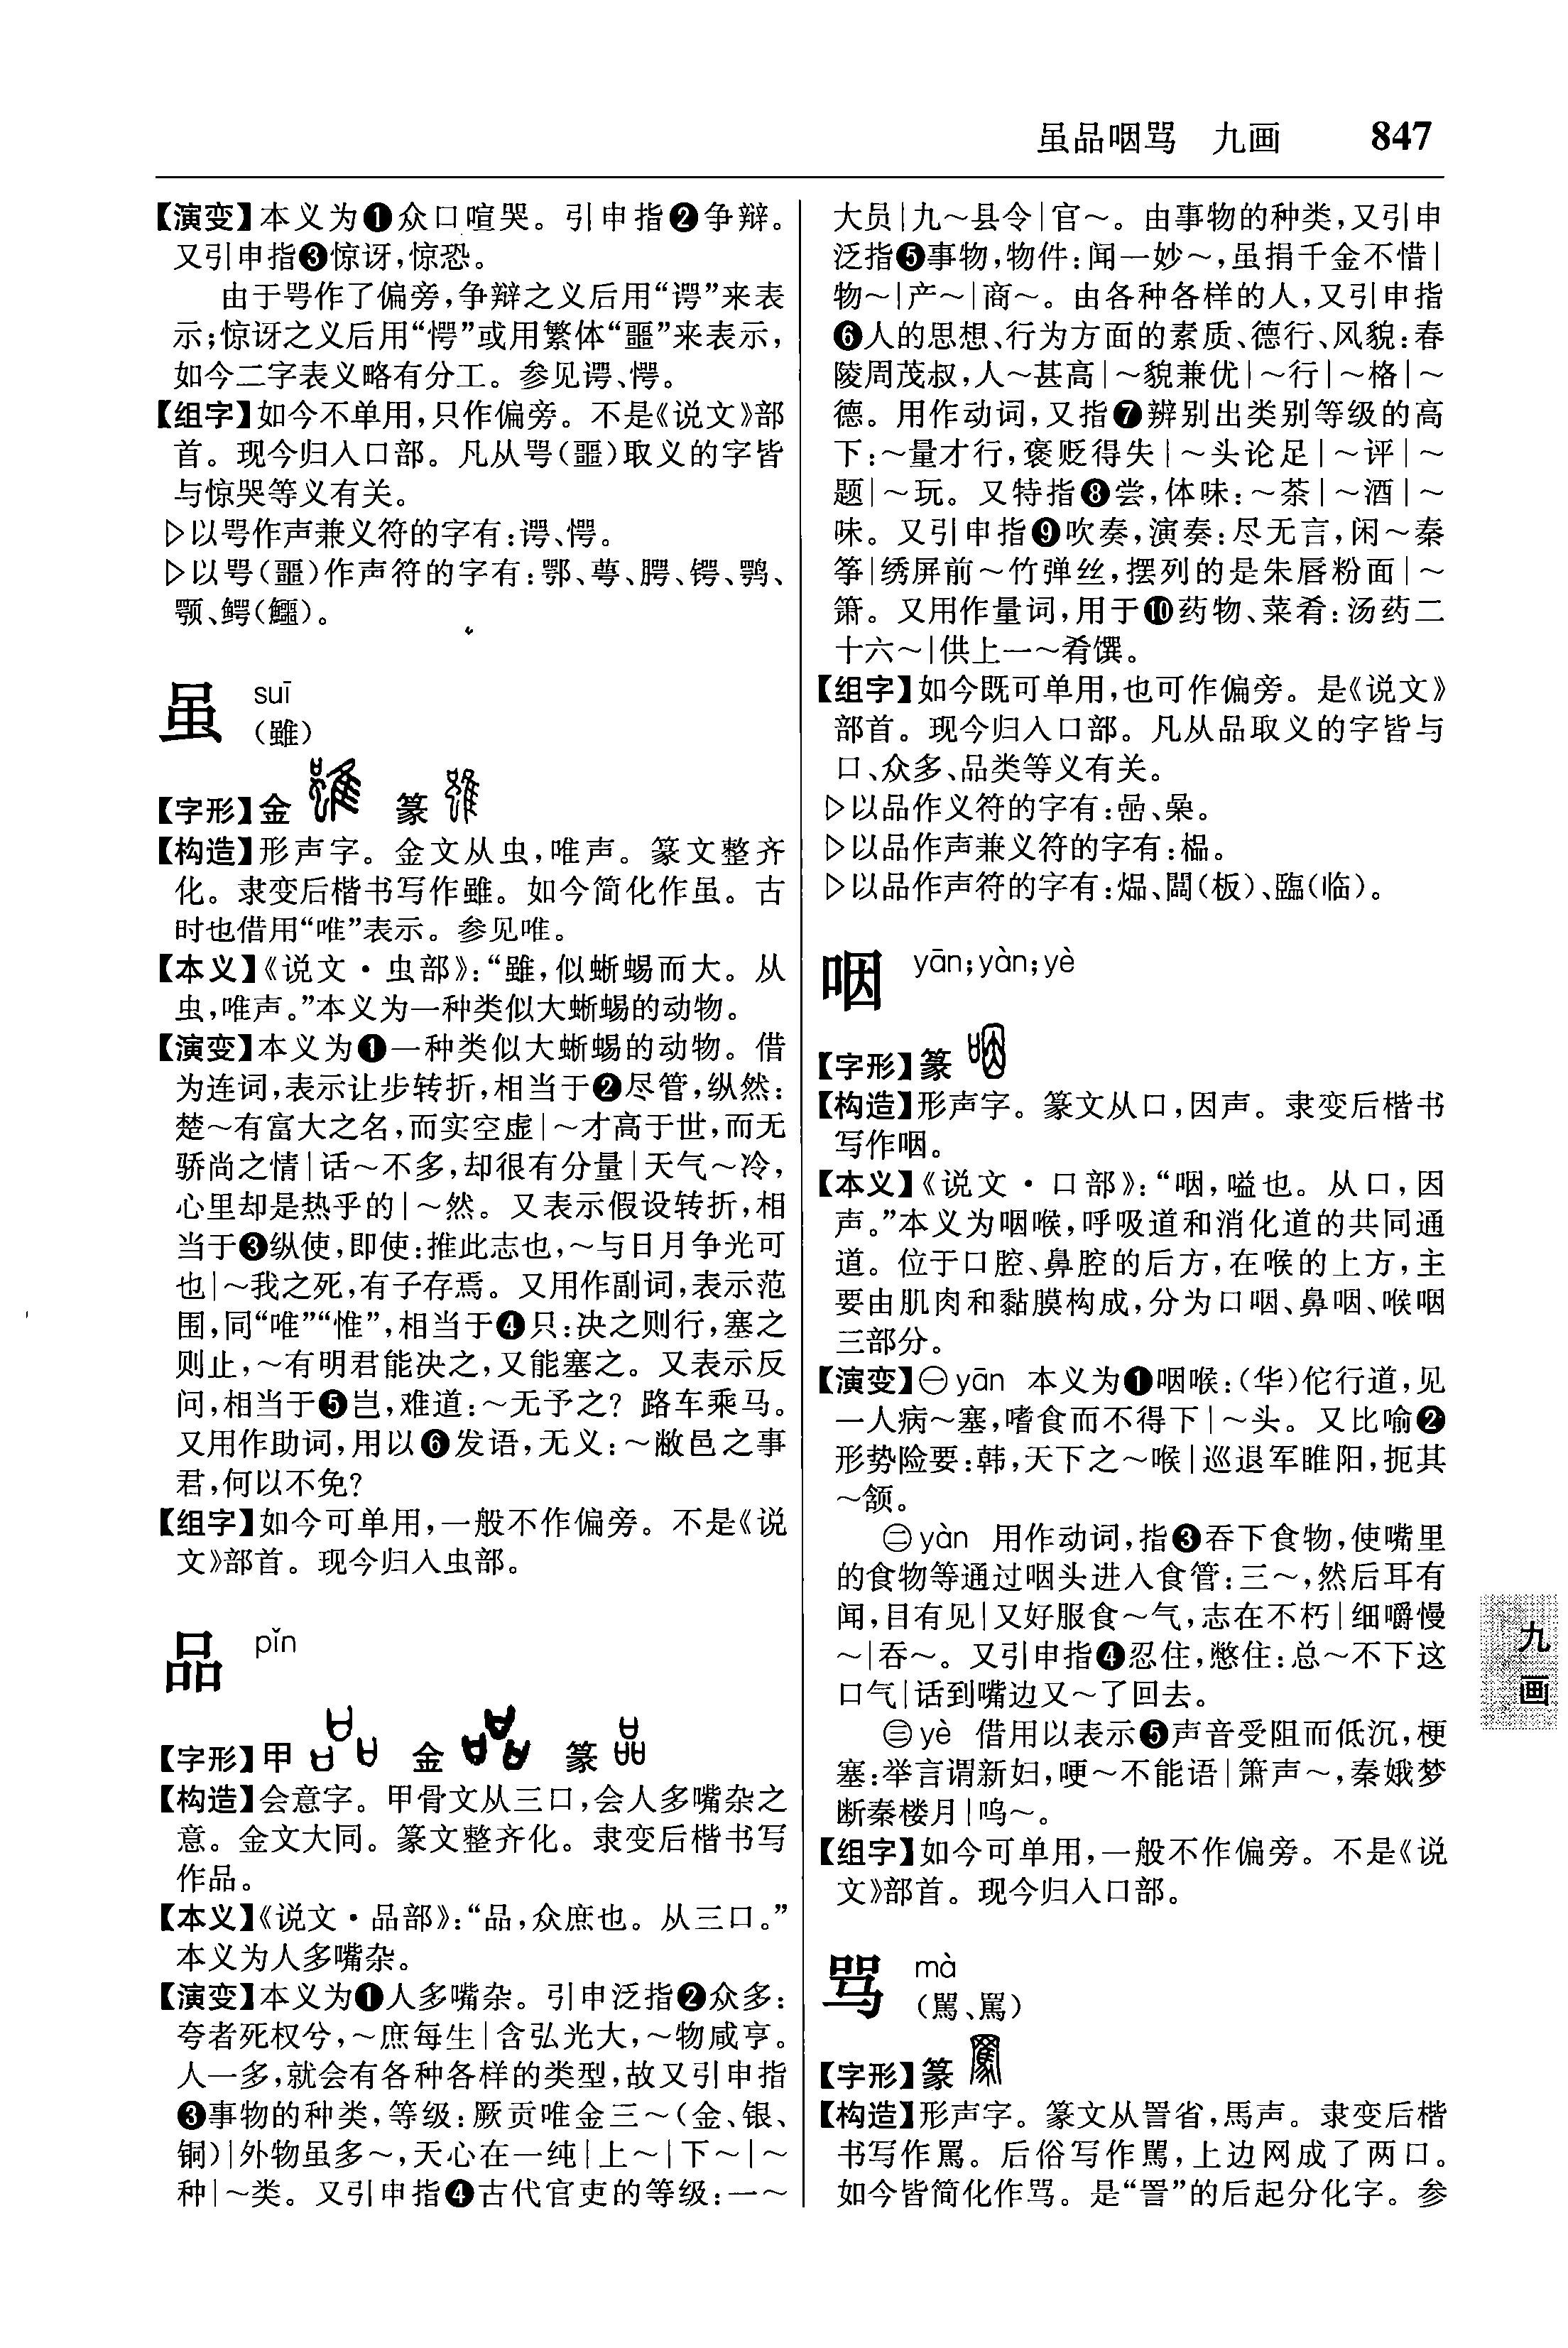 虽品咽骂　九画　847
【演变】本义为❶众口喧哭。引申指❷争辩。
又引申指❸惊讶,惊恐。
由于咢作了偏旁,争辩之义后用“谔”来表
示;惊讶之义后用“愕”或用繁体“噩”来表示,
如今二字表义略有分工。参见谔、愕。
【组字】如今不单用,只作偏旁。不是《说文》部
首。现今归入口部。凡从咢(噩)取义的字皆
与惊哭等义有关。
▷以咢作声兼义符的字有:谔、愕。
▷以咢(噩)作声符的字有:鄂、萼、腭、锷、鹗、
颚、鳄(鱷)。
虽 suī
(雖)
【字形】金 篆
【构造】形声字。金文从虫,唯声。篆文整齐
化。隶变后楷书写作雖。如今简化作虽。古
时也借用“唯”表示。参见唯。
【本义】《说文·虫部》:“雖,似蜥蜴而大。从
虫,唯声。”本义为一种类似大蜥蜴的动物。
【演变】本义为❶一种类似大蜥蜴的动物。借
为连词,表示让步转折,相当于❷尽管,纵然:
楚～有富大之名,而实空虚|～才高于世,而无
骄尚之情|话～不多,却很有分量|天气～冷,
心里却是热乎的|～然。又表示假设转折,相
当于❸纵使,即使:推此志也,～与日月争光可
也|～我之死,有子存焉。又用作副词,表示范
围,同“唯”“惟”,相当于❹只:决之则行,塞之
则止,～有明君能决之,又能塞之。又表示反
问,相当于❺岂,难道:～无予之? 路车乘马。
又用作助词,用以❻发语,无义:～敝邑之事
君,何以不免?
【组字】如今可单用,一般不作偏旁。不是《说
文》部首。现今归入虫部。
品 pǐn
【字形】甲 金 篆
【构造】会意字。甲骨文从三口,会人多嘴杂之
意。金文大同。篆文整齐化。隶变后楷书写
作品。
【本义】《说文·品部》:“品,众庶也。从三口。”
本义为人多嘴杂。
【演变】本义为❶人多嘴杂。引申泛指❷众多:
夸者死权兮,～庶每生|含弘光大,～物咸亨。
人一多,就会有各种各样的类型,故又引申指
❸事物的种类,等级:厥贡唯金三～(金、银、
铜)|外物虽多～,天心在一纯|上～|下～|～
种|～类。又引申指❹古代官吏的等级:一～
大员|九～县令|官～。由事物的种类,又引申
泛指❺事物,物件:闻一妙～,虽捐千金不惜|
物～|产～|商～。由各种各样的人,又引申指
❻人的思想、行为方面的素质、德行、风貌:舂
陵周茂叔,人～甚高|～貌兼优|～行|～格|～
德。用作动词,又指❼辨别出类别等级的高
下:～量才行,褒贬得失|～头论足|～评|～
题|～玩。又特指❽尝,体味:～茶|～酒|～
味。又引申指❾吹奏,演奏:尽无言,闲～秦
筝|绣屏前～竹弹丝,摆列的是朱唇粉面|～
箫。又用作量词,用于❿药物、菜肴:汤药二
十六～|供上一～肴馔。
【组字】如今既可单用,也可作偏旁。是《说文》
部首。现今归入口部。凡从品取义的字皆与
口、众多、品类等义有关。
▷以品作义符的字有:喦、喿。
▷以品作声兼义符的字有:榀。
▷以品作声符的字有:煰、闆(板)、臨(临)。
咽 yān;yàn;yè
【字形】篆
【构造】形声字。篆文从口,因声。隶变后楷书
写作咽。
【本义】《说文·口部》:“咽,嗌也。从口,因
声。”本义为咽喉,呼吸道和消化道的共同通
道。位于口腔、鼻腔的后方,在喉的上方,主
要由肌肉和黏膜构成,分为口咽、鼻咽、喉咽
三部分。
【演变】㊀yān 本义为❶咽喉:(华)佗行道,见
一人病～塞,嗜食而不得下|～头。又比喻❷
形势险要:韩,天下之～喉|巡退军睢阳,扼其
～颔。
㊁yàn 用作动词,指❸吞下食物,使嘴里
的食物等通过咽头进入食管:三～,然后耳有
闻,目有见|又好服食～气,志在不朽|细嚼慢
～|吞～。又引申指❹忍住,憋住:总～不下这
口气|话到嘴边又～了回去。
㊂yè 借用以表示❺声音受阻而低沉,梗
塞:举言谓新妇,哽～不能语|箫声～,秦娥梦
断秦楼月|呜～。
【组字】如今可单用,一般不作偏旁。不是《说
文》部首。现今归入口部。
骂 mà
(罵、駡)
【字形】篆
【构造】形声字。篆文从詈省,馬声。隶变后楷
书写作罵。后俗写作駡,上边网成了两口。
如今皆简化作骂。是“詈”的后起分化字。参
九画